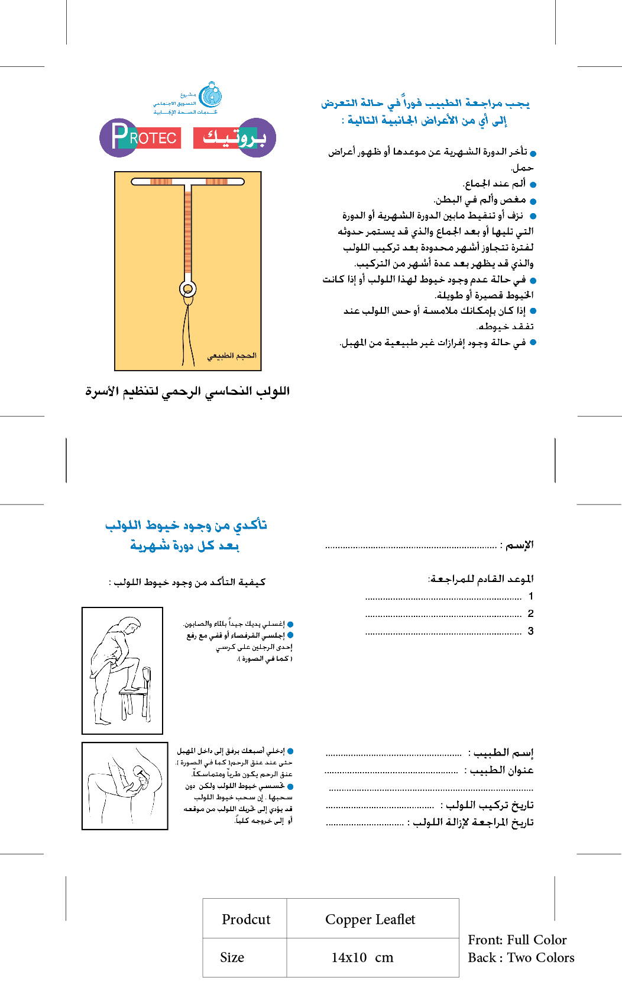 مشروع
التسويق الاجتماعي
لخدمات الصحة الإنجابية
PROTEC بروتيك
الحجم الطبيعي
اللولب النحاسي الرحمي لتنظيم الأسرة
يجب مراجعة الطبيب فوراً في حالة التعرض
إلى أي من الأعراض الجانبية التالية :
● تأخر الدورة الشهرية عن موعدها أو ظهور أعراض
حمل.
● ألم عند الجماع.
● مغص وألم في البطن.
● نزف أو تنقيط مابين الدورة الشهرية أو الدورة
التي تليها أو بعد الجماع والذي قد يستمر حدوثه
لفترة تتجاوز أشهر محدودة بعد تركيب اللولب
والذي قد يظهر بعد عدة أشهر من التركيب.
● في حالة عدم وجود خيوط لهذا اللولب أو إذا كانت
الخيوط قصيرة أو طويلة.
● إذا كان بإمكانك ملامسة أو حس اللولب عند
تفقد خيوطه.
● في حالة وجود إفرازات غير طبيعية من المهبل.
تأكدي من وجود خيوط اللولب
بعد كل دورة شهرية
كيفية التأكد من وجود خيوط اللولب :
● إغسلي يديك جيداً بالماء والصابون.
● إجلسي القرفصاء أو قفي مع رفع
إحدى الرجلين على كرسي
( كما في الصورة ).
● إدخلي أصبعك برفق إلى داخل المهبل
حتى عند عنق الرحم( كما في الصورة ).
عنق الرحم يكون طرياً ومتماسكاً.
● تحسسي خيوط اللولب ولكن دون
سحبها . إن سحب خيوط اللولب
قد يؤدي إلى تحريك اللولب من موقعه
أو إلى خروجه كلياً.
الإسم : ....................................................................
الموعد القادم للمراجعة:
1 ..............................................................
2 ..............................................................
3 ..............................................................
إسم الطبيب : ......................................................
عنوان الطبيب : .....................................................
.................................................................................
تاريخ تركيب اللولب : ...........................................
تاريخ المراجعة لإزالة اللولب : ...............................
Prodcut Copper Leaflet
Size 14x10 cm
Front: Full Color
Back : Two Colors